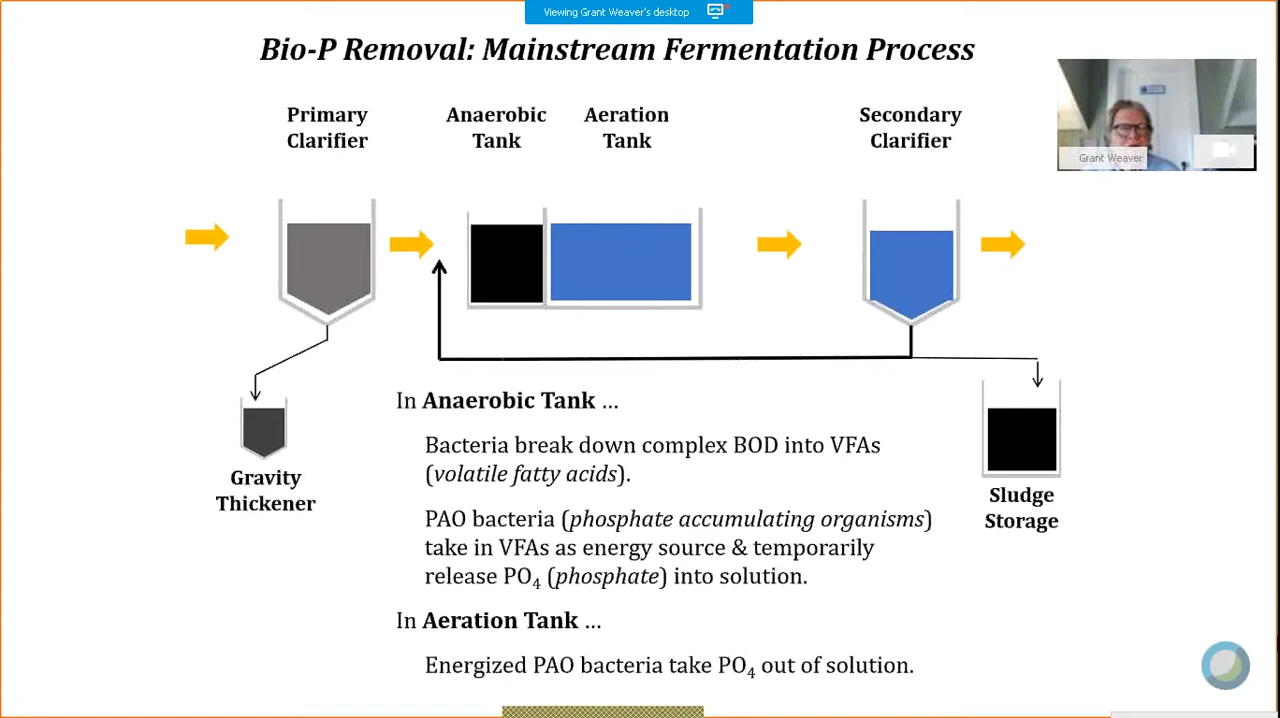 Viewing Grant Weaver's desktop
Bio-P Removal: Mainstream Fermentation Process
Primary
Clarifier
Anaerobic
Tank
Aeration
Tank
Secondary
Clarifier
Grant Weaver
In Anaerobic Tank ...
Bacteria break down complex BOD into VFAs
(volatile fatty acids).
PAO bacteria (phosphate accumulating organisms)
take in VFAs as energy source & temporarily
release PO₄ (phosphate) into solution.
In Aeration Tank ...
Energized PAO bacteria take PO₄ out of solution.
Gravity
Thickener
Sludge
Storage